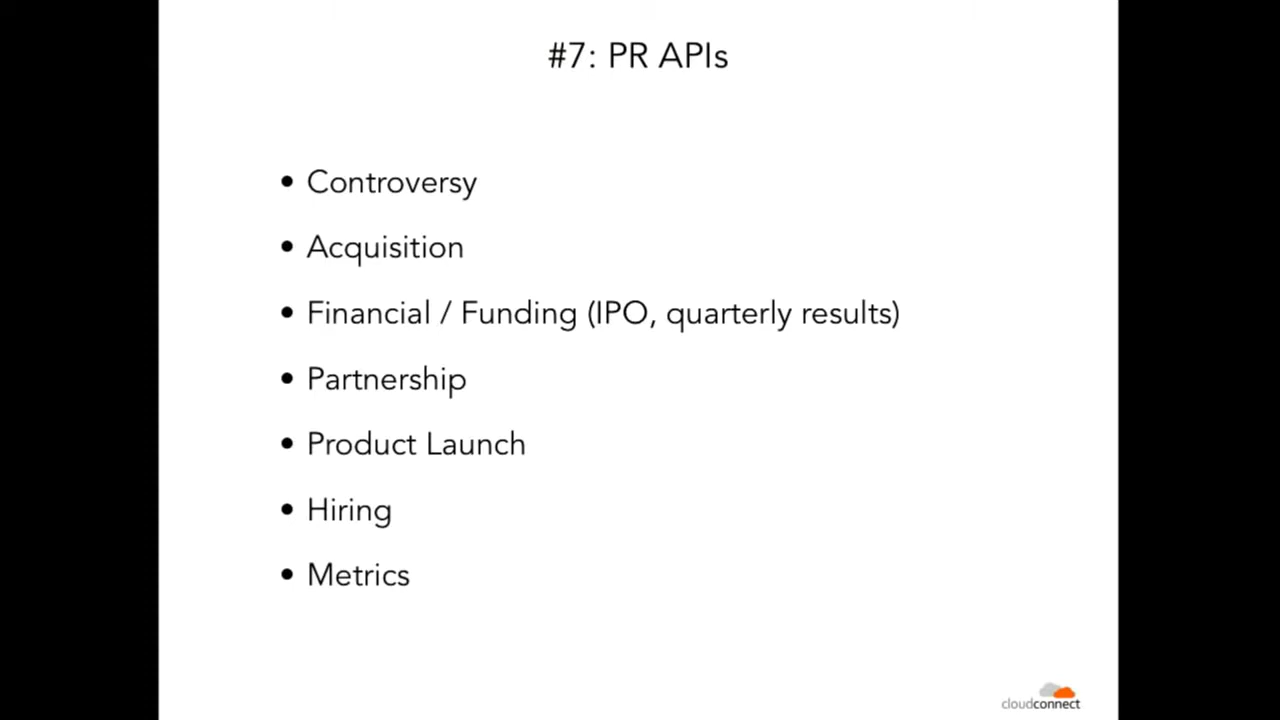 #7: PR APIs
• Controversy
• Acquisition
• Financial / Funding (IPO, quarterly results)
• Partnership
• Product Launch
• Hiring
• Metrics
cloudconnect